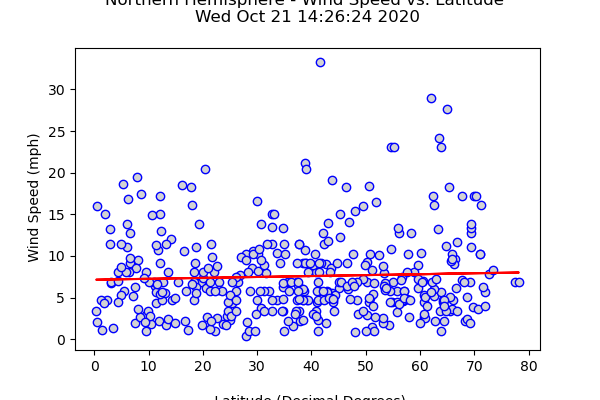 Northern Hemisphere - Wind Speed vs. Latitude
Wed Oct 21 14:26:24 2020
30
25
20
15
10
5
0
Wind Speed (mph)
0 10 20 30 40 50 60 70 80
Latitude (Decimal Degrees)